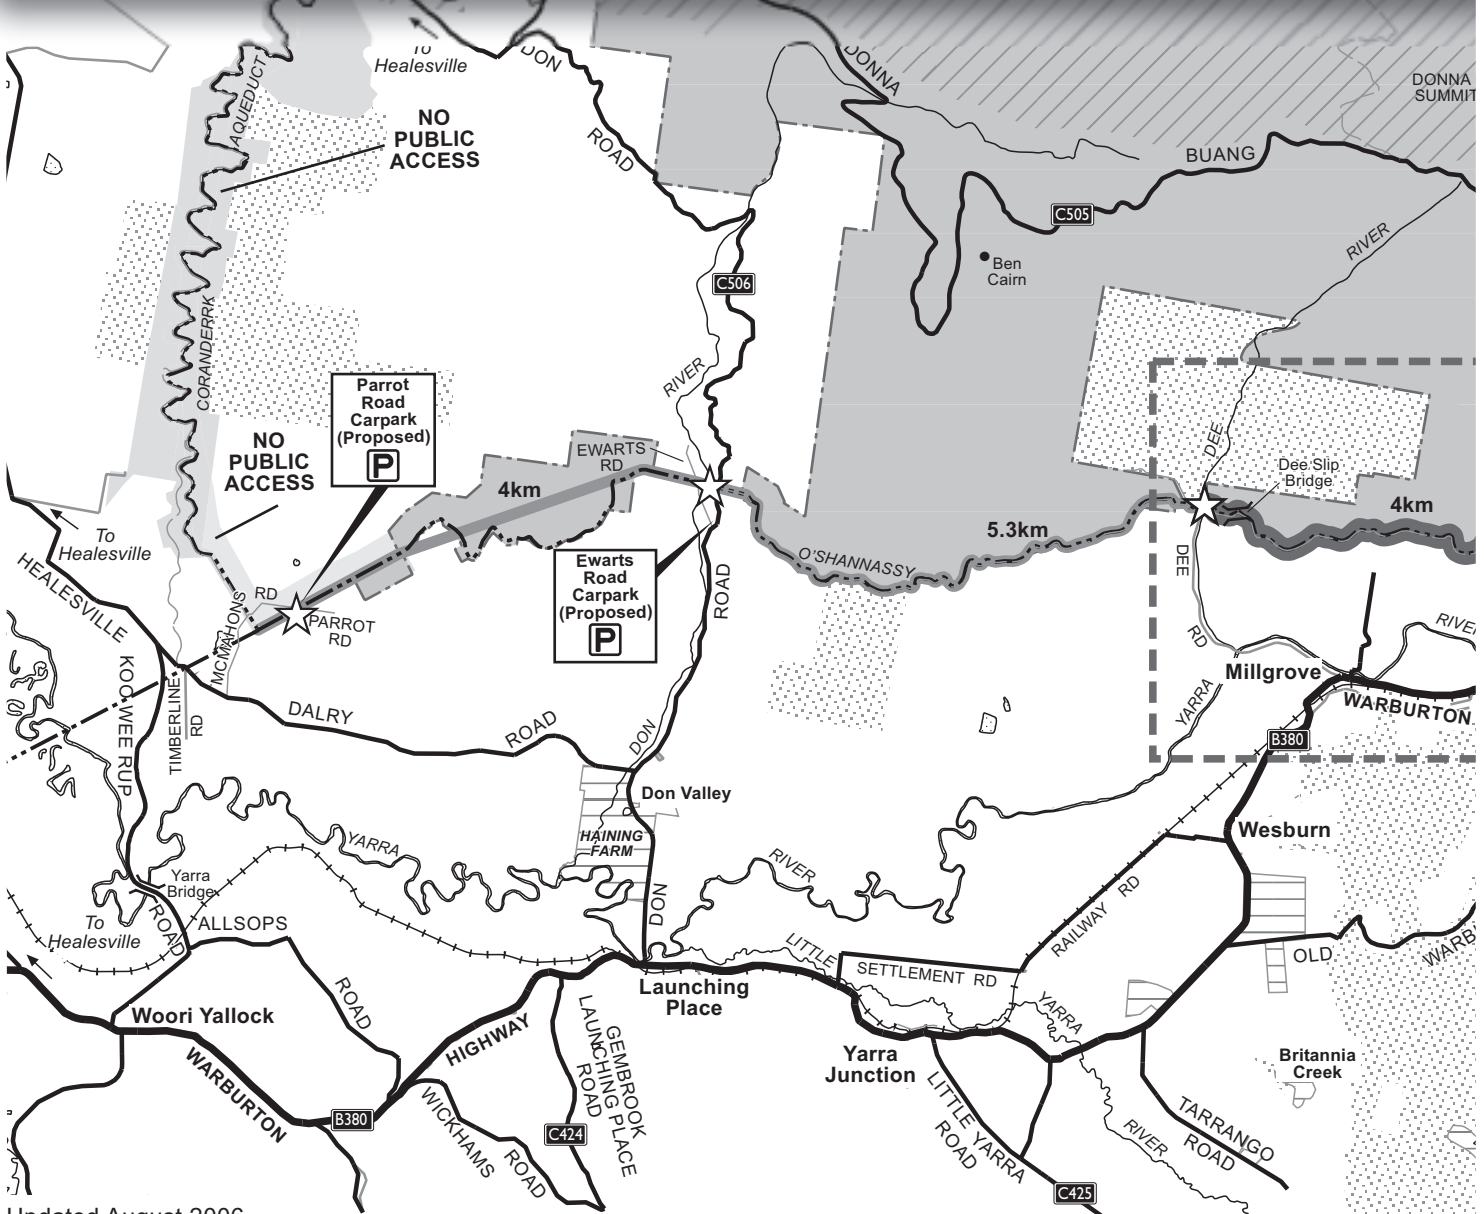 To
Healesville
DON
ROAD
DONNA
DONNA
SUMMIT
AQUEDUCT
NO
PUBLIC
ACCESS
BUANG
C505
RIVER
Ben
Cairn
C506
CORANDERRK
RIVER
Parrot
Road
Carpark
(Proposed)
P
NO
PUBLIC
ACCESS
EWARTS
RD
4km
DEE
Dee Slip
Bridge
4km
5.3km
O'SHANNASSY
To
Healesville
HEALESVILLE
Ewarts
Road
Carpark
(Proposed)
P
ROAD
DEE
RD
RD
MCMAHONS
PARROT
RD
RIVER
Millgrove
WARBURTON
KOO WEE RUP
TIMBERLINE
RD
DALRY
ROAD
DON
YARRA
B380
Don Valley
HAINING
FARM
Wesburn
YARRA
RIVER
Yarra
Bridge
ROAD
To
Healesville
ALLSOPS
ROAD
DON
RAILWAY RD
LITTLE
SETTLEMENT RD
OLD
WARB
Launching
Place
YARRA
Woori Yallock
WARBURTON
HIGHWAY
B380
GEMBROOK
LAUNCHING PLACE
ROAD
C424
WICKHAMS
ROAD
Yarra
Junction
LITTLE YARRA
ROAD
C425
Britannia
Creek
RIVER
TARRANGO
ROAD
Updated August 2006